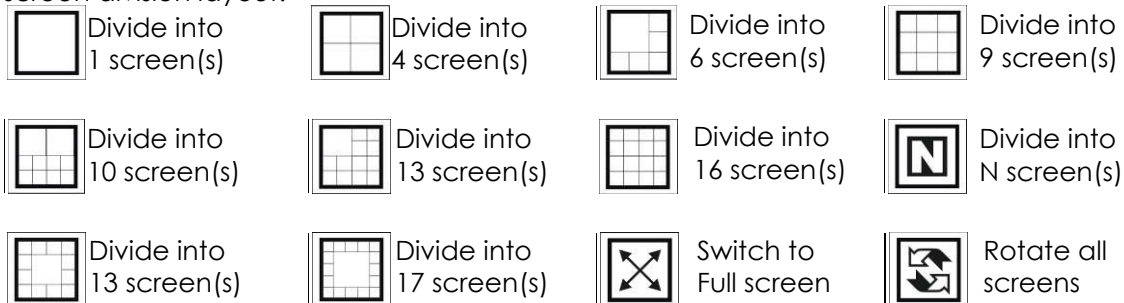 Divide into
1 screen(s)
Divide into
4 screen(s)
Divide into
6 screen(s)
Divide into
9 screen(s)
Divide into
10 screen(s)
Divide into
13 screen(s)
Divide into
16 screen(s)
N
Divide into
N screen(s)
Divide into
13 screen(s)
Divide into
17 screen(s)
Switch to
Full screen
Rotate all
screens